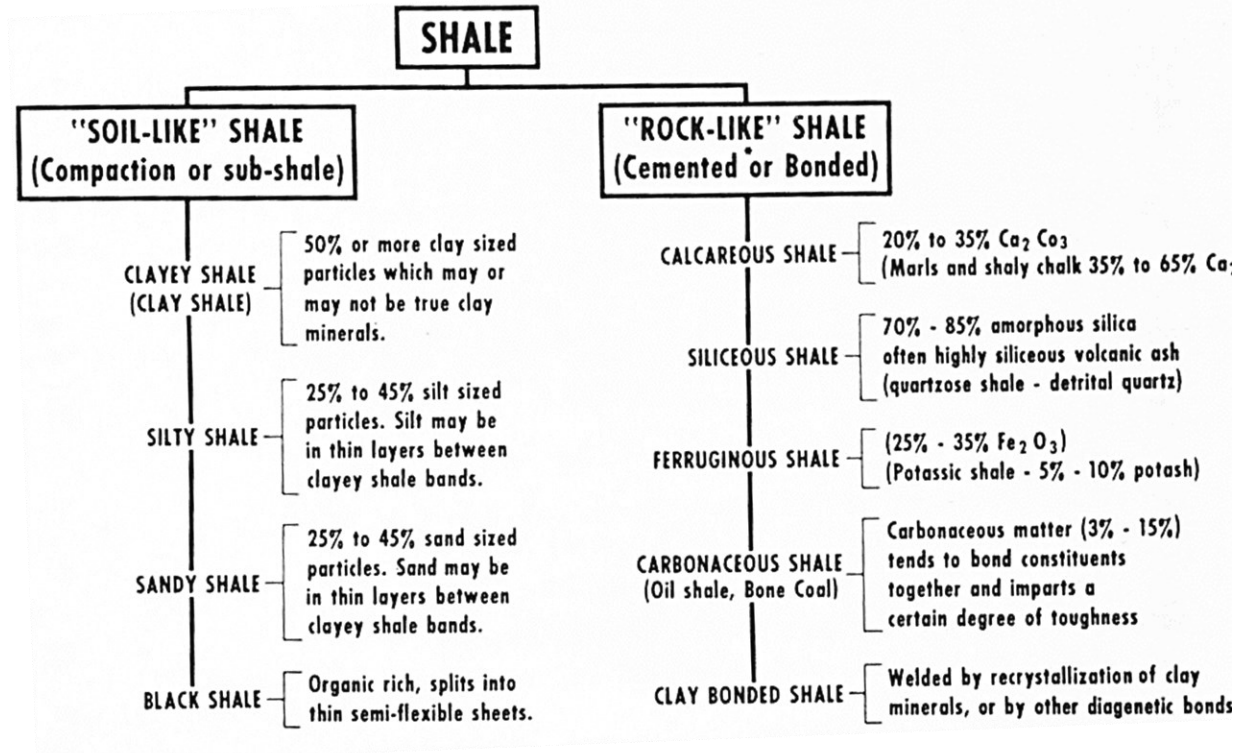 SHALE
"SOIL-LIKE" SHALE
(Compaction or sub-shale)
CLAYEY SHALE
(CLAY SHALE)
50% or more clay sized
particles which may or
may not be true clay
minerals.
SILTY SHALE
25% to 45% silt sized
particles. Silt may be
in thin layers between
clayey shale bands.
SANDY SHALE
25% to 45% sand sized
particles. Sand may be
in thin layers between
clayey shale bands.
BLACK SHALE
Organic rich, splits into
thin semi-flexible sheets.
"ROCK-LIKE" SHALE
(Cemented or Bonded)
CALCAREOUS SHALE
20% to 35% Ca₂ Co₃
(Marls and shaly chalk 35% to 65% Ca
SILICEOUS SHALE
70% - 85% amorphous silica
often highly siliceous volcanic ash
(quartzose shale - detrital quartz)
FERRUGINOUS SHALE
(25% - 35% Fe₂ O₃)
(Potassic shale - 5% - 10% potash)
CARBONACEOUS SHALE
(Oil shale, Bone Coal)
Carbonaceous matter (3% - 15%)
tends to bond constituents
together and imparts a
certain degree of toughness
CLAY BONDED SHALE
Welded by recrystallization of clay
minerals, or by other diagenetic bonds